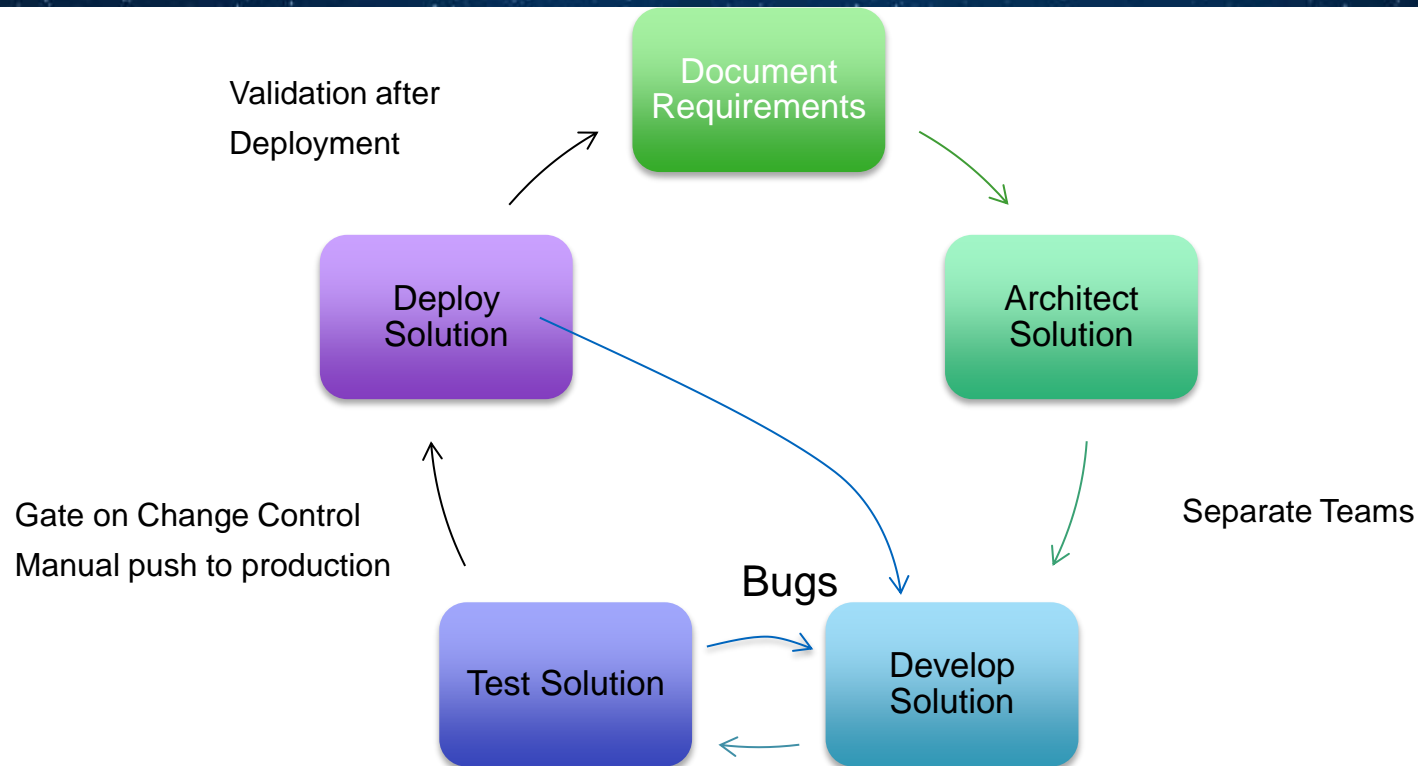 Document
Requirements
Validation after
Deployment
Deploy
Solution
Architect
Solution
Gate on Change Control
Manual push to production
Separate Teams
Bugs
Test Solution
Develop
Solution